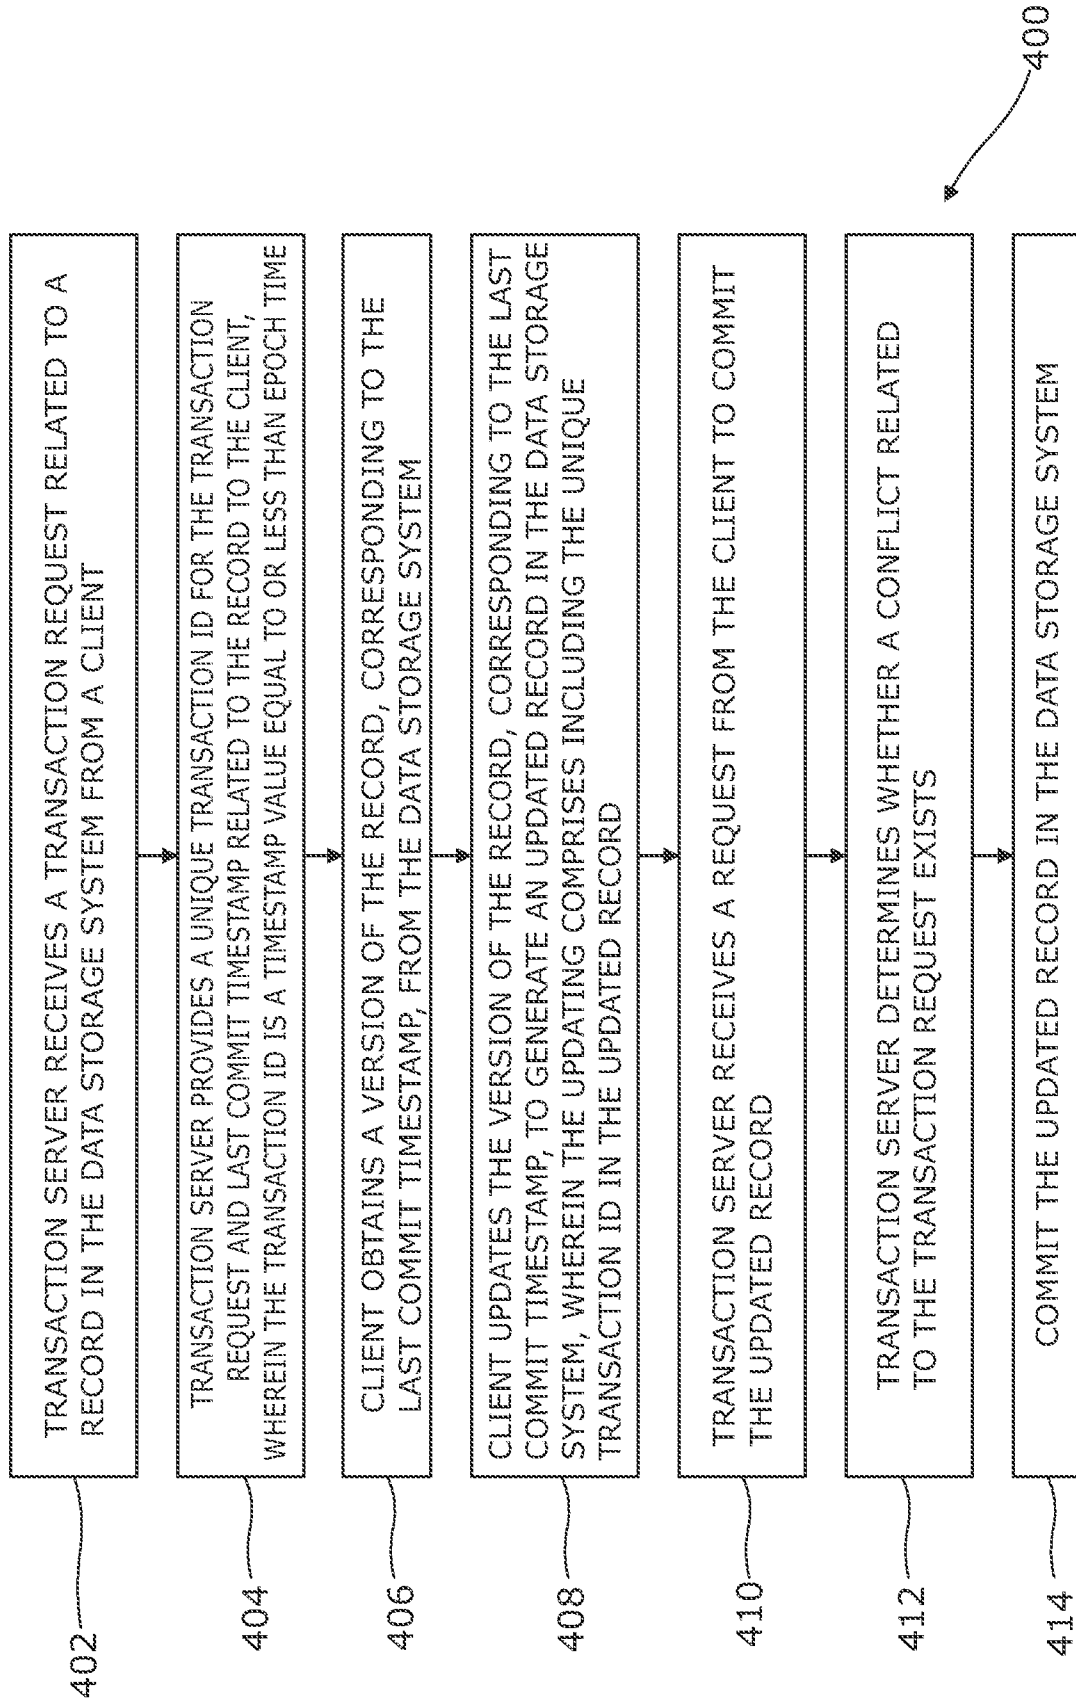 400
402
TRANSACTION SERVER RECEIVES A TRANSACTION REQUEST RELATED TO A
RECORD IN THE DATA STORAGE SYSTEM FROM A CLIENT
404
TRANSACTION SERVER PROVIDES A UNIQUE TRANSACTION ID FOR THE TRANSACTION
REQUEST AND LAST COMMIT TIMESTAMP RELATED TO THE RECORD TO THE CLIENT,
WHEREIN THE TRANSACTION ID IS A TIMESTAMP VALUE EQUAL TO OR LESS THAN EPOCH TIME
406
CLIENT OBTAINS A VERSION OF THE RECORD, CORRESPONDING TO THE
LAST COMMIT TIMESTAMP, FROM THE DATA STORAGE SYSTEM
408
CLIENT UPDATES THE VERSION OF THE RECORD, CORRESPONDING TO THE LAST
COMMIT TIMESTAMP, TO GENERATE AN UPDATED RECORD IN THE DATA STORAGE
SYSTEM, WHEREIN THE UPDATING COMPRISES INCLUDING THE UNIQUE
TRANSACTION ID IN THE UPDATED RECORD
410
TRANSACTION SERVER RECEIVES A REQUEST FROM THE CLIENT TO COMMIT
THE UPDATED RECORD
412
TRANSACTION SERVER DETERMINES WHETHER A CONFLICT RELATED
TO THE TRANSACTION REQUEST EXISTS
414
COMMIT THE UPDATED RECORD IN THE DATA STORAGE SYSTEM